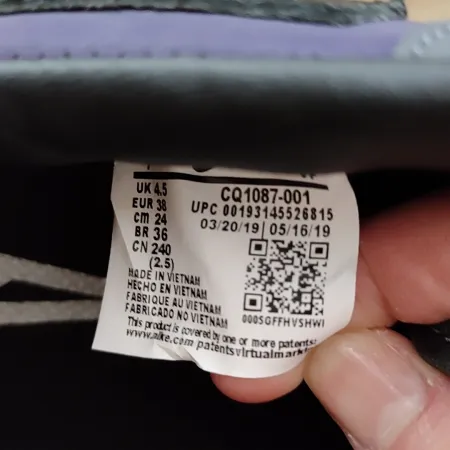 UK 4.5
EUR 38
cm 24
BR 36
CN 240
(2.5)
CQ1087-001
UPC 00193145526815
03/20/19 | 05/16/19
MADE IN VIETNAM
HECHO EN VIETNAM
FABRIQUE AU VIETNAM
FABRICADO NO VIETNAM
000SGFFHVSHWI
This product is covered by one or more patents:
www.nike.com patentsvirtualmark